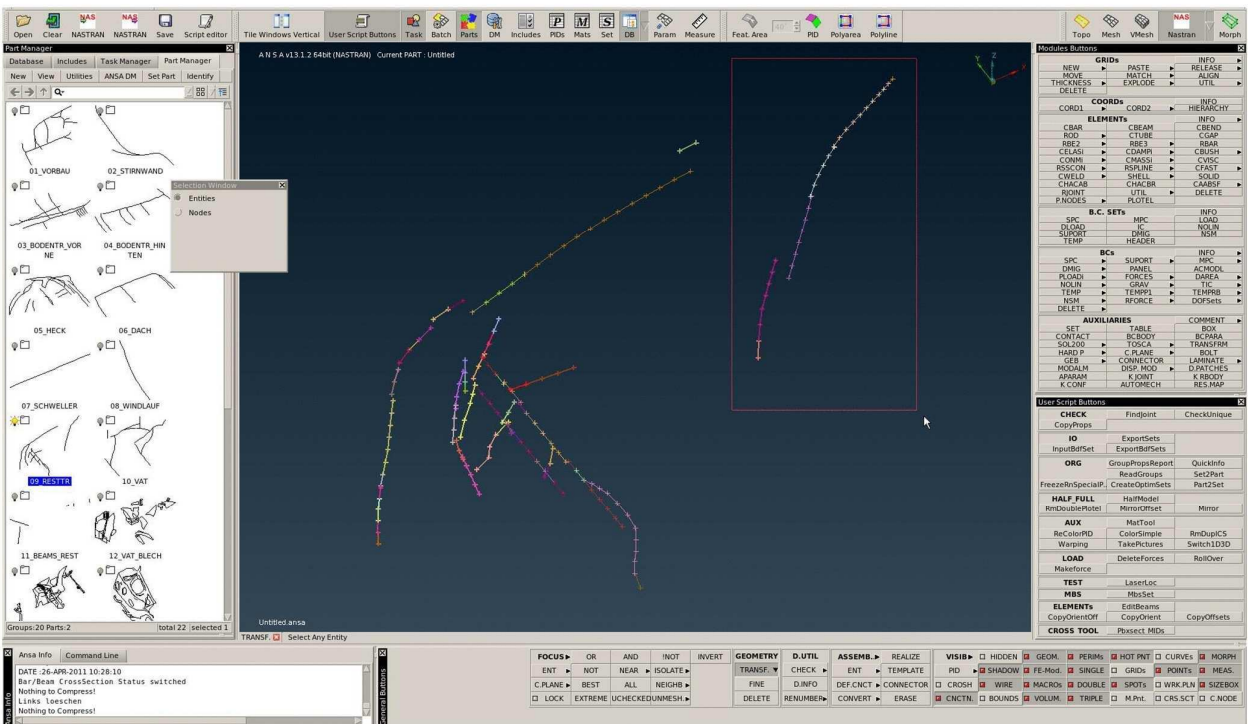 Open Clear NASTRAN NASTRAN Save Script editor Tile Windows Vertical User Script Buttons Task Batch Parts DM Includes PIDs Mats Set DB Param Measure Feat. Area 40 PID Polyarea Polyline Topo Mesh VMesh Nastran Morph
Part Manager
Database Includes Task Manager Part Manager
New View Utilities ANSA DM Set Part Identify
01_VORBAU 02_STIRNWAND
03_BODENTR_VOR
NE
04_BODENTR_HIN
TEN
05_HECK 06_DACH
07_SCHWELLER 08_WINDLAUF
09_RESTTR 10_VAT
11_BEAMS_REST 12_VAT_BLECH
Groups:20 Parts:2 total 22 selected 1
Selection Window
Entities
Nodes
A N S A v13.1.2 64bit (NASTRAN) Current PART : Untitled
Untitled.ansa
TRANSF. Select Any Entity
Modules Buttons
GRIDs INFO
NEW PASTE RELEASE
MOVE MATCH ALIGN
THICKNESS EXPLODE UTIL
DELETE
COORDs INFO
CORD1 CORD2 HIERARCHY
ELEMENTs INFO
CBAR CBEAM CBEND
ROD CTUBE CGAP
RBE2 RBE3 RBAR
CELASi CDAMPi CBUSH
CONMi CMASSi CVISC
RSSCON RSPLINE CFAST
CWELD SHELL SOLID
CHACAB CHACBR CAABSF
RJOINT UTIL DELETE
P.NODES PLOTEL
B.C. SETs INFO
SPC MPC LOAD
DLOAD IC NOLIN
SUPORT DMIG NSM
TEMP HEADER
BCs INFO
SPC SUPORT MPC
DMIG PANEL ACMODL
PLOADi FORCES DAREA
NOLIN GRAV TIC
TEMP TEMPP1 TEMPRB
NSM RFORCE DOFSets
DELETE
AUXILIARIES COMMENT
SET TABLE BOX
CONTACT BCBODY BCPARA
SOL200 TOSCA TRANSFRM
HARD P C.PLANE BOLT
GEB CONNECTOR LAMINATE
MODALM DISP. MOD D.PATCHES
APARAM K JOINT K RBODY
K CONF AUTOMECH RES.MAP
User Script Buttons
CHECK FindJoint CheckUnique
CopyProps
IO ExportSets
InputBdfSet ExportBdfSets
ORG GroupPropsReport QuickInfo
ReadGroups Set2Part
FreezeRnSpecialP.. CreateOptimSets Part2Set
HALF_FULL HalfModel
RmDoublePlotel MirrorOffset Mirror
AUX MatTool
ReColorPID ColorSimple RmDupICS
Warping TakePictures Switch1D3D
LOAD DeleteForces RollOver
Makeforce
TEST LaserLoc
MBS MbsSet
ELEMENTs EditBeams
CopyOrientOff CopyOrient CopyOffsets
CROSS TOOL Pbxsect MIDs
Ansa Info
Ansa Info Command Line
DATE :26-APR-2011 10:28:10
Bar/Beam CrossSection Status switched
Nothing to Compress!
Links loeschen
Nothing to Compress!
General Buttons
FOCUS OR AND !NOT INVERT GEOMETRY D.UTIL ASSEMB. REALIZE VISIB HIDDEN GEOM. PERIMs HOT PNT CURVEs MORPH
ENT NOT NEAR ISOLATE TRANSF. CHECK ENT TEMPLATE PID SHADOW FE-Mod. SINGLE GRIDs POINTs MEAS.
C.PLANE BEST ALL NEIGHB FINE D.INFO DEF.CNCT CONNECTOR CROSH WIRE MACROs DOUBLE SPOTs WRK.PLN SIZEBOX
LOCK EXTREME UCHECKED UNMESH. DELETE RENUMBER CONVERT ERASE CNCTN. BOUNDS VOLUM. TRIPLE M.Pnt. CRS.SCT C.NODE